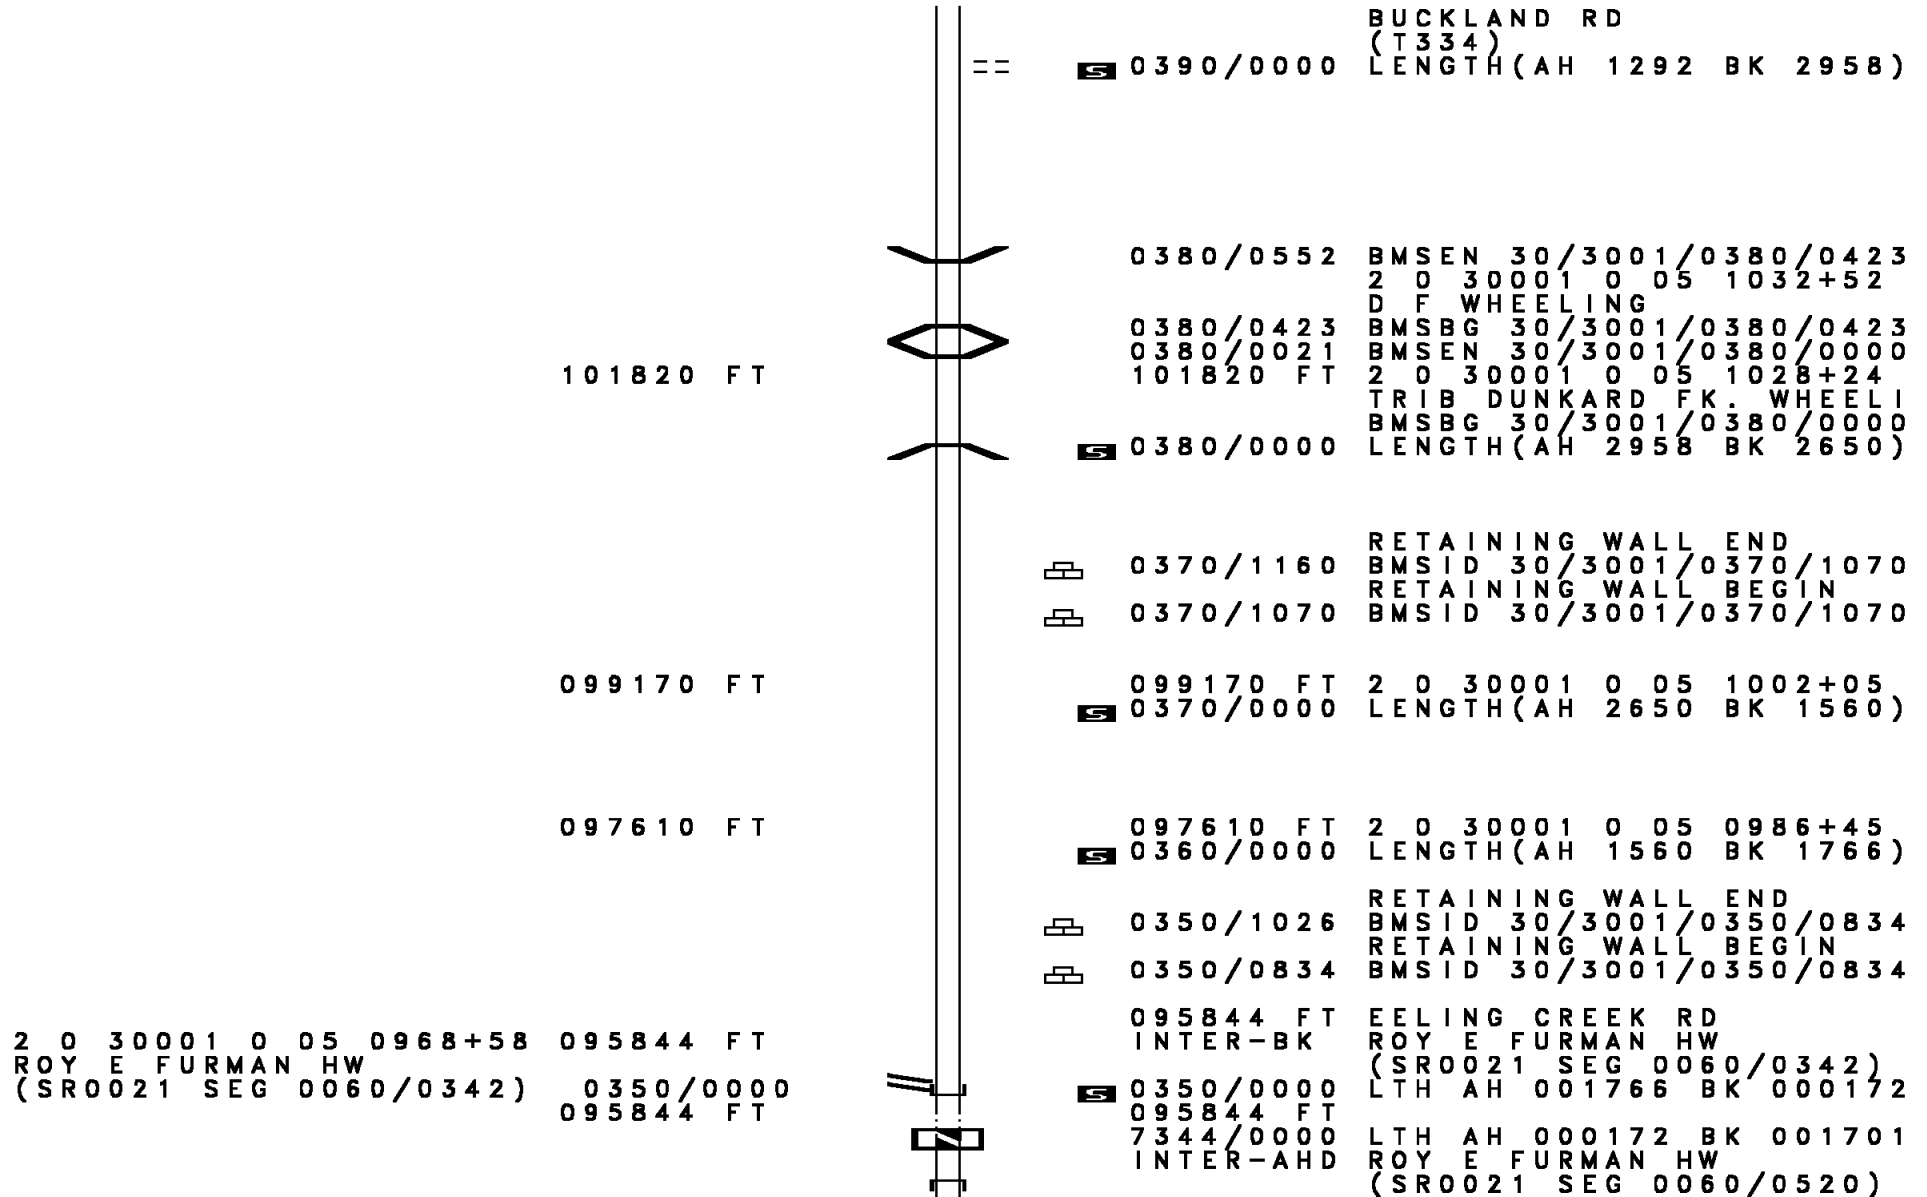 BUCKLAND RD
(T334)
0390/0000 LENGTH(AH 1292 BK 2958)
0380/0552 BMSEN 30/3001/0380/0423
2 0 30001 0 05 1032+52
D F WHEELING
0380/0423 BMSBG 30/3001/0380/0423
0380/0021 BMSEN 30/3001/0380/0000
101820 FT 101820 FT 2 0 30001 0 05 1028+24
TRIB DUNKARD FK. WHEELI
BMSBG 30/3001/0380/0000
S 0380/0000 LENGTH(AH 2958 BK 2650)
RETAINING WALL END
0370/1160 BMSID 30/3001/0370/1070
RETAINING WALL BEGIN
0370/1070 BMSID 30/3001/0370/1070
099170 FT 099170 FT 2 0 30001 0 05 1002+05
S 0370/0000 LENGTH(AH 2650 BK 1560)
097610 FT 097610 FT 2 0 30001 0 05 0986+45
S 0360/0000 LENGTH(AH 1560 BK 1766)
RETAINING WALL END
0350/1026 BMSID 30/3001/0350/0834
RETAINING WALL BEGIN
0350/0834 BMSID 30/3001/0350/0834
095844 FT EELING CREEK RD
2 0 30001 0 05 0968+58 095844 FT INTER-BK ROY E FURMAN HW
ROY E FURMAN HW (SR0021 SEG 0060/0342)
(SR0021 SEG 0060/0342) 0350/0000 S 0350/0000 LTH AH 001766 BK 000172
095844 FT 095844 FT
7344/0000 LTH AH 000172 BK 001701
INTER-AHD ROY E FURMAN HW
(SR0021 SEG 0060/0520)